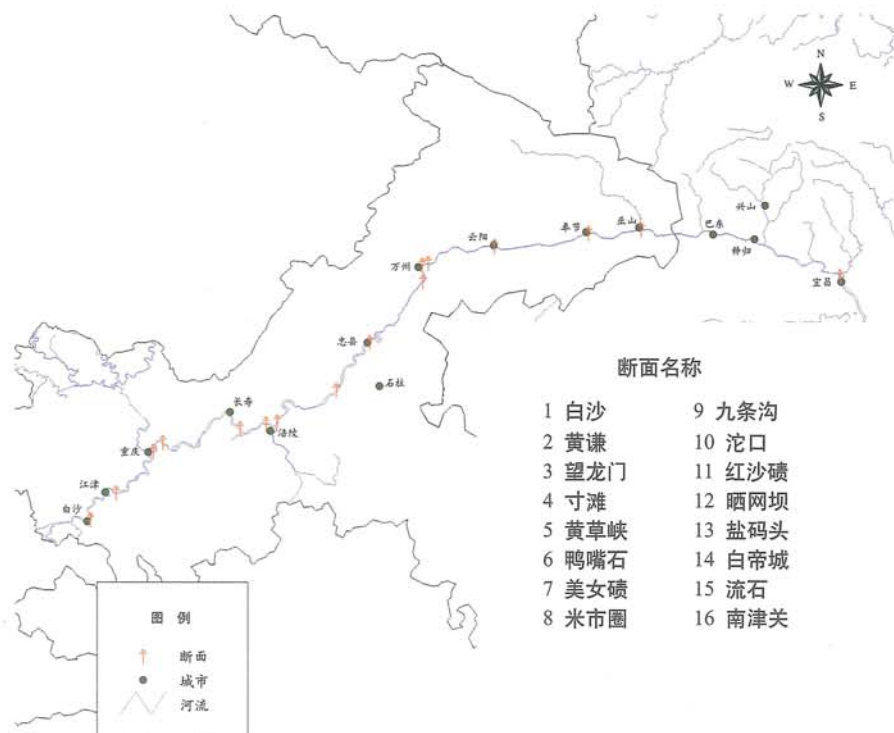 N
W E
S
兴山
巫山
奉节
巴东
云阳
秭归
万州
宜昌
忠县
断面名称
石柱
长寿
1 白沙 9 九条沟
涪陵
2 黄谦 10 沱口
重庆
3 望龙门 11 红沙碛
江津
4 寸滩 12 晒网坝
白沙
5 黄草峡 13 盐码头
6 鸭嘴石 14 白帝城
7 美女碛 15 流石
8 米市圈 16 南津关
图 例
断面
城市
河流